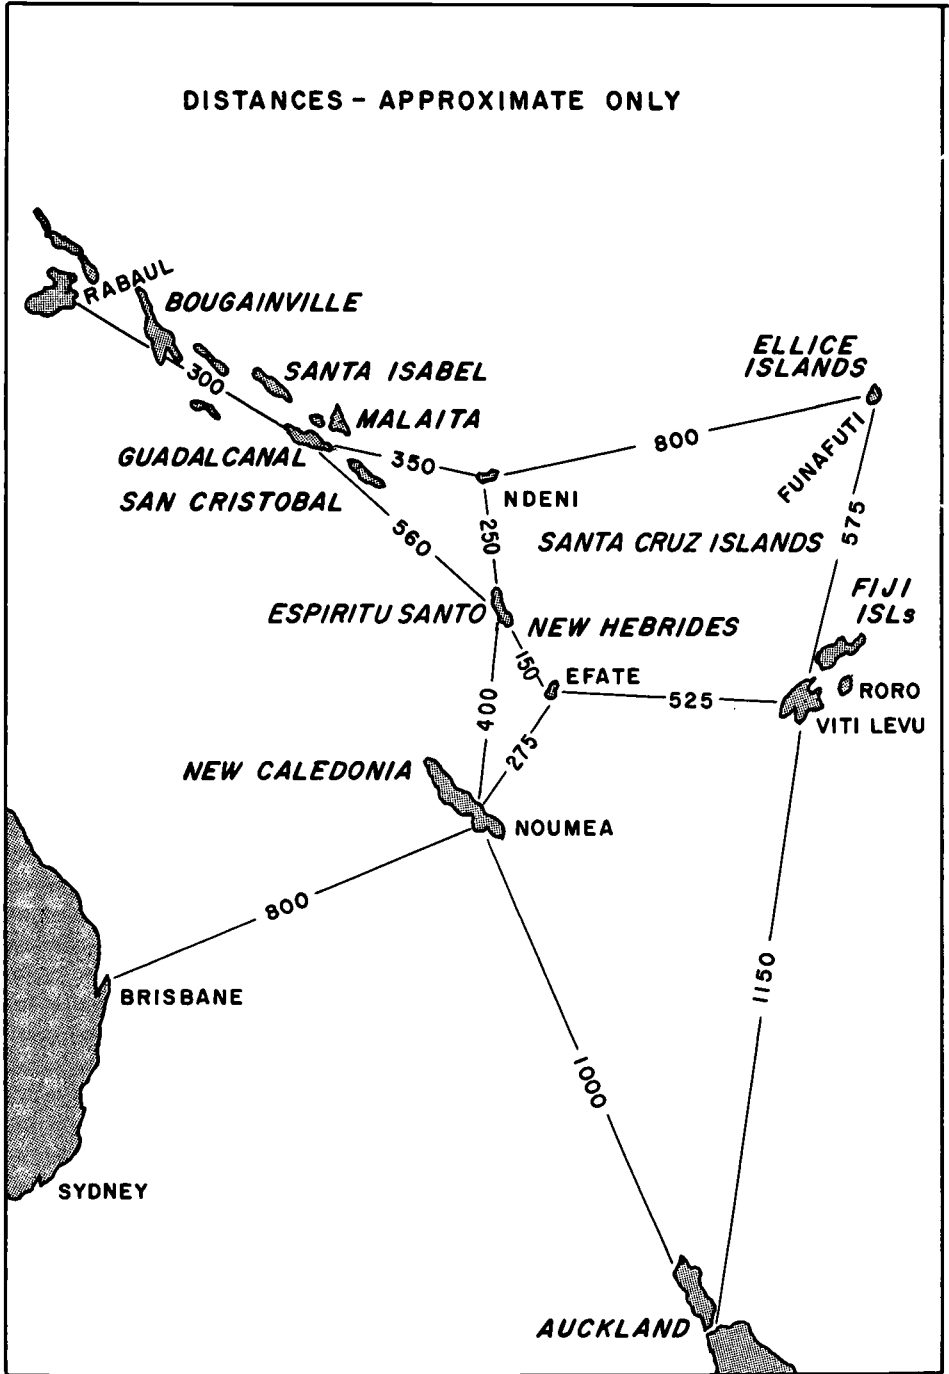 DISTANCES - APPROXIMATE ONLY
RABAUL
BOUGAINVILLE
ELLICE
ISLANDS
300
SANTA ISABEL
MALAITA
800
FUNAFUTI
GUADALCANAL
350
SAN CRISTOBAL
NDENI
560
250
SANTA CRUZ ISLANDS
575
FIJI
ISLs
ESPIRITU SANTO
NEW HEBRIDES
150
EFATE
525
RORO
VITI LEVU
400
275
NEW CALEDONIA
NOUMEA
800
BRISBANE
1150
1000
SYDNEY
AUCKLAND